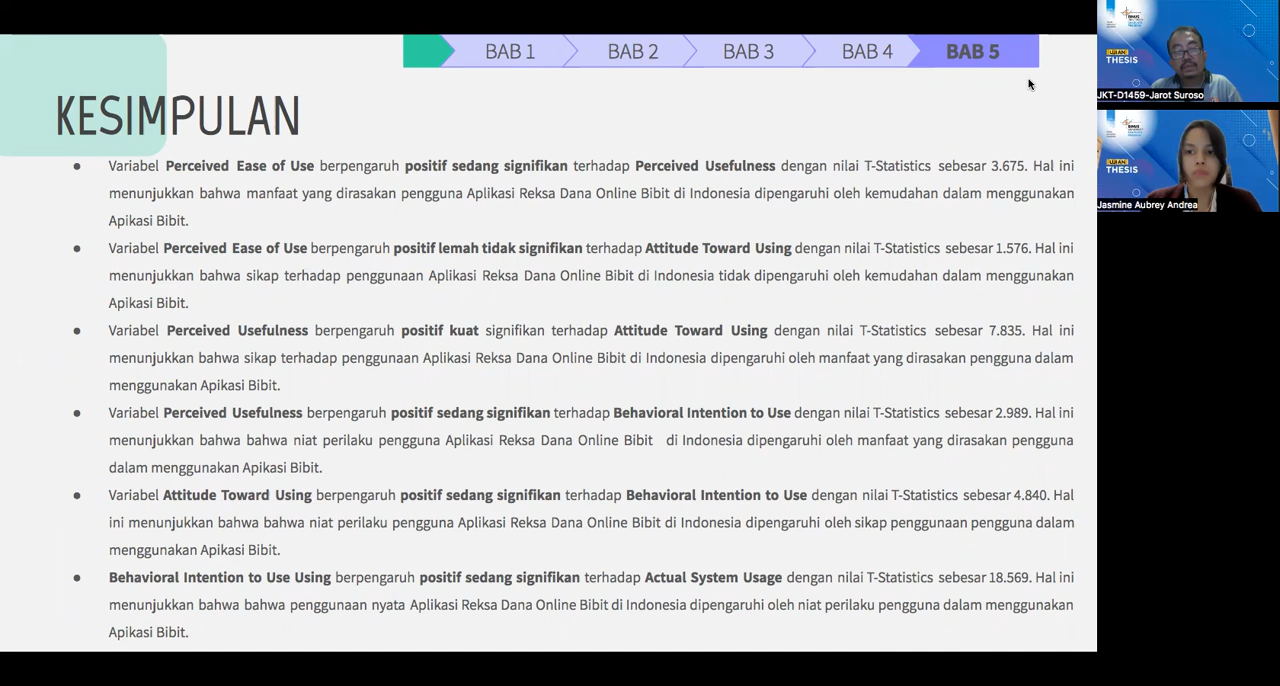 BAB 1
BAB 2
BAB 3
BAB 4
BAB 5
KESIMPULAN
● Variabel Perceived Ease of Use berpengaruh positif sedang signifikan terhadap Perceived Usefulness dengan nilai T-Statistics sebesar 3.675. Hal ini
menunjukkan bahwa manfaat yang dirasakan pengguna Aplikasi Reksa Dana Online Bibit di Indonesia dipengaruhi oleh kemudahan dalam menggunakan
Apikasi Bibit.
● Variabel Perceived Ease of Use berpengaruh positif lemah tidak signifikan terhadap Attitude Toward Using dengan nilai T-Statistics sebesar 1.576. Hal ini
menunjukkan bahwa sikap terhadap penggunaan Aplikasi Reksa Dana Online Bibit di Indonesia tidak dipengaruhi oleh kemudahan dalam menggunakan
Apikasi Bibit.
● Variabel Perceived Usefulness berpengaruh positif kuat signifikan terhadap Attitude Toward Using dengan nilai T-Statistics sebesar 7.835. Hal ini
menunjukkan bahwa sikap terhadap penggunaan Aplikasi Reksa Dana Online Bibit di Indonesia dipengaruhi oleh manfaat yang dirasakan pengguna dalam
menggunakan Apikasi Bibit.
● Variabel Perceived Usefulness berpengaruh positif sedang signifikan terhadap Behavioral Intention to Use dengan nilai T-Statistics sebesar 2.989. Hal ini
menunjukkan bahwa bahwa niat perilaku pengguna Aplikasi Reksa Dana Online Bibit di Indonesia dipengaruhi oleh manfaat yang dirasakan pengguna
dalam menggunakan Apikasi Bibit.
● Variabel Attitude Toward Using berpengaruh positif sedang signifikan terhadap Behavioral Intention to Use dengan nilai T-Statistics sebesar 4.840. Hal
ini menunjukkan bahwa bahwa niat perilaku pengguna Aplikasi Reksa Dana Online Bibit di Indonesia dipengaruhi oleh sikap penggunaan pengguna dalam
menggunakan Apikasi Bibit.
● Behavioral Intention to Use Using berpengaruh positif sedang signifikan terhadap Actual System Usage dengan nilai T-Statistics sebesar 18.569. Hal ini
menunjukkan bahwa bahwa penggunaan nyata Aplikasi Reksa Dana Online Bibit di Indonesia dipengaruhi oleh niat perilaku pengguna dalam menggunakan
Apikasi Bibit.
UJIAN
THESIS
JKT-D1459-Jarot Suroso
UJIAN
THESIS
Jasmine Aubrey Andrea